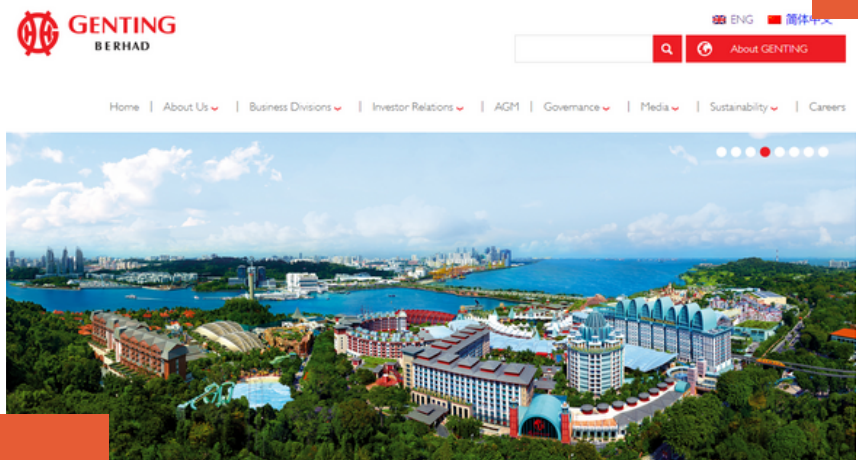 GENTING
BERHAD
ENG 简体中文
About GENTING
Home | About Us | Business Divisions | Investor Relations | AGM | Governance | Media | Sustainability | Careers